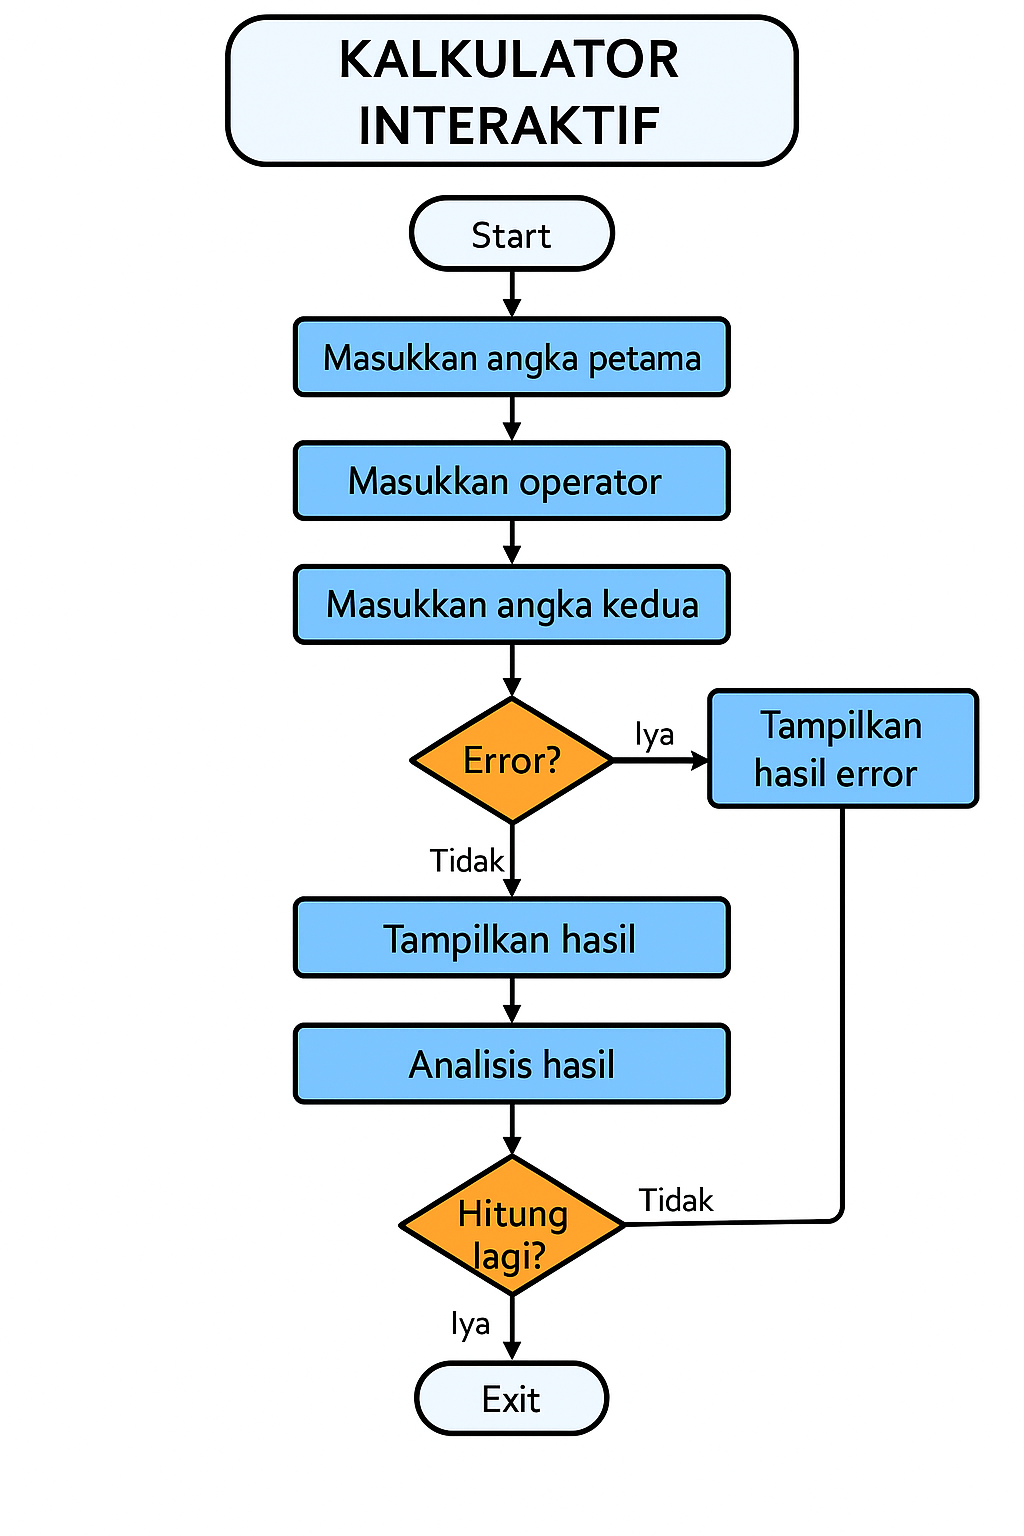 KALKULATOR
INTERAKTIF
Start
Masukkan angka petama
Masukkan operator
Masukkan angka kedua
Error?
Iya
Tampilkan
hasil error
Tidak
Tampilkan hasil
Analisis hasil
Hitung
lagi?
Tidak
Iya
Exit